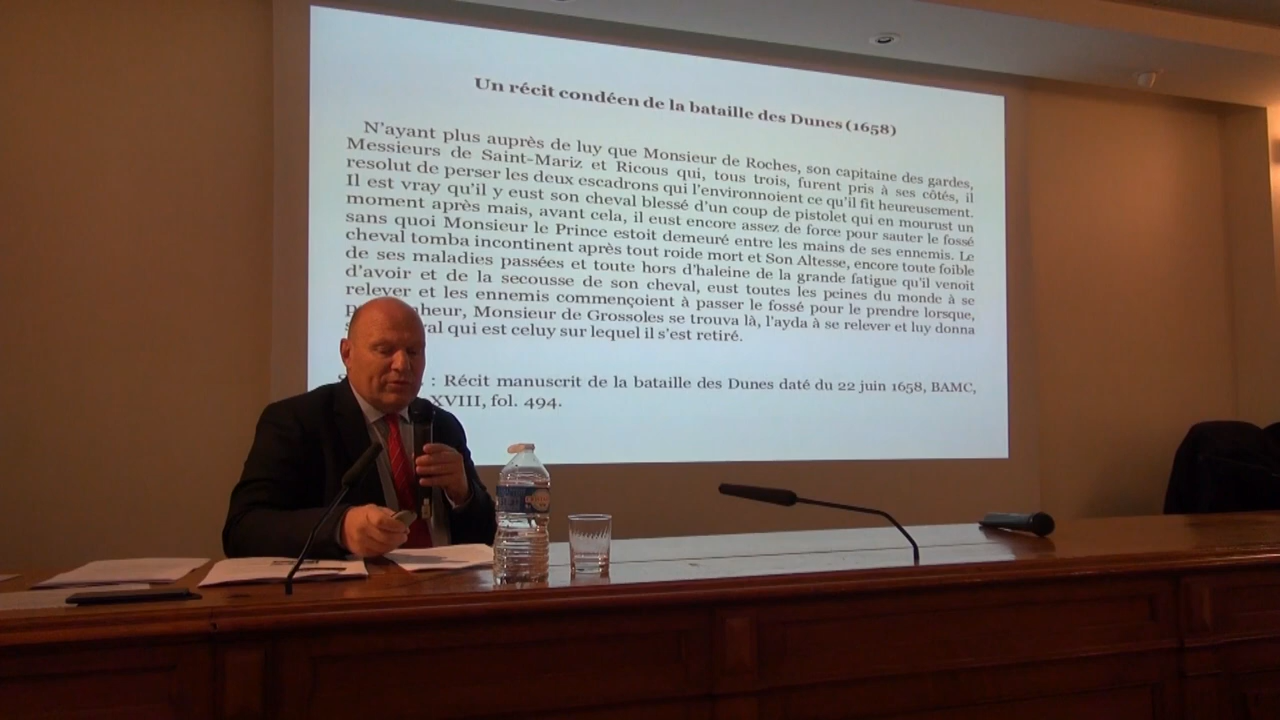 Un récit condéen de la bataille des Dunes (1658)
N'ayant plus auprès de luy que Monsieur de Roches, son capitaine des gardes,
Messieurs de Saint-Mariz et Ricous qui, tous trois, furent pris à ses côtés, il
resolut de perser les deux escadrons qui l'environnoient ce qu'il fit heureusement.
Il est vray qu'il y eust son cheval blessé d'un coup de pistolet qui en mourust un
moment après mais, avant cela, il eust encore assez de force pour sauter le fossé
sans quoi Monsieur le Prince estoit demeuré entre les mains de ses ennemis. Le
cheval tomba incontinent après tout roide mort et Son Altesse, encore toute foible
de ses maladies passées et toute hors d'haleine de la grande fatigue qu'il venoit
d'avoir et de la secousse de son cheval, eust toutes les peines du monde à se
relever et les ennemis commençoient à passer le fossé pour le prendre lorsque,
Monsieur de Grossoles se trouva là, l'ayda à se relever et luy donna
qui est celuy sur lequel il s'est retiré.
: Récit manuscrit de la bataille des Dunes daté du 22 juin 1658, BAMC,
XVIII, fol. 494.